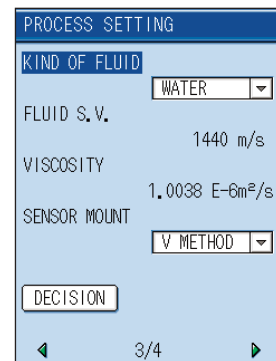 PROCESS SETTING
KIND OF FLUID
WATER
FLUID S.V.
1440 m/s
VISCOSITY
1.0038 E-6m²/s
SENSOR MOUNT
V METHOD
DECISION
3/4